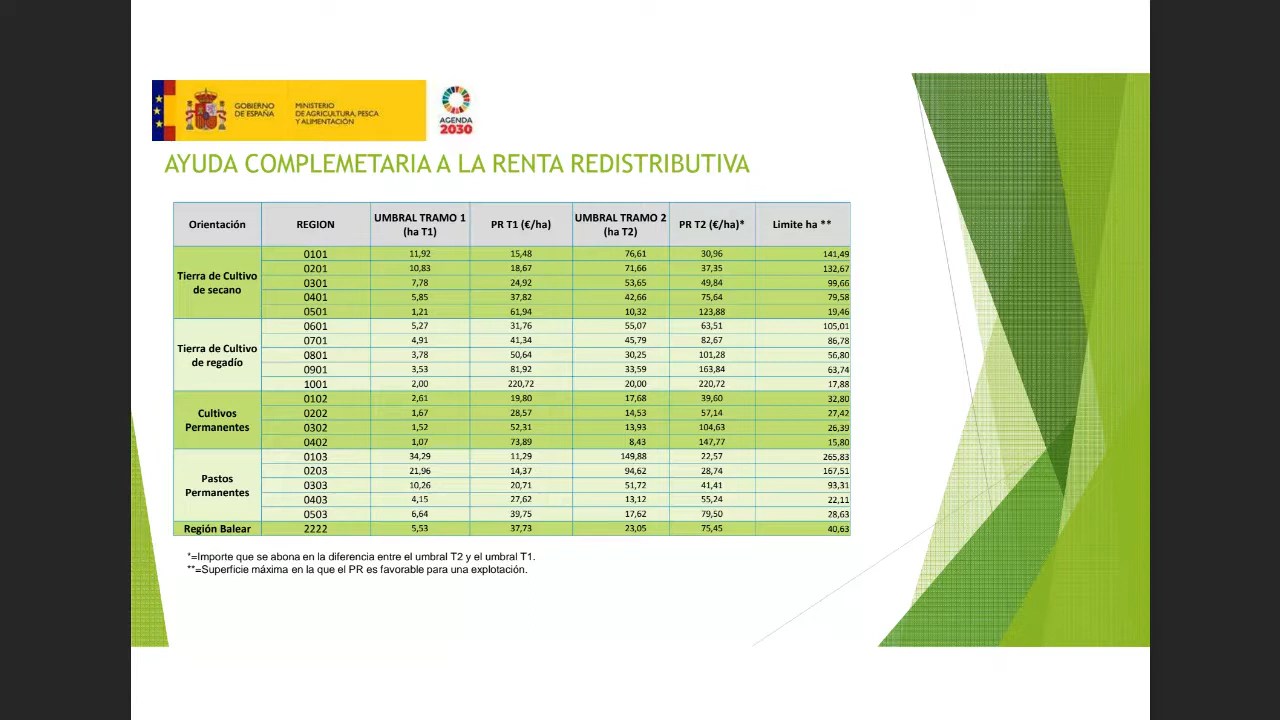 GOBIERNO
DE ESPAÑA
MINISTERIO
DE AGRICULTURA, PESCA
Y ALIMENTACIÓN
AGENDA
2030
AYUDA COMPLEMETARIA A LA RENTA REDISTRIBUTIVA
Orientación REGION UMBRAL TRAMO 1 (ha T1) PR T1 (€/ha) UMBRAL TRAMO 2 (ha T2) PR T2 (€/ha)* Limite ha **
Tierra de Cultivo de secano
0101 11,92 15,48 76,61 30,96 141,49
0201 10,83 18,67 71,66 37,35 132,67
0301 7,78 24,92 53,65 49,84 99,66
0401 5,85 37,82 42,66 75,64 79,58
0501 1,21 61,94 10,32 123,88 19,46
Tierra de Cultivo de regadío
0601 5,27 31,76 55,07 63,51 105,01
0701 4,91 41,34 45,79 82,67 86,78
0801 3,78 50,64 30,25 101,28 56,80
0901 3,53 81,92 33,59 163,84 63,74
1001 2,00 220,72 20,00 220,72 17,88
Cultivos Permanentes
0102 2,61 19,80 17,68 39,60 32,80
0202 1,67 28,57 14,53 57,14 27,42
0302 1,52 52,31 13,93 104,63 26,39
0402 1,07 73,89 8,43 147,77 15,80
Pastos Permanentes
0103 34,29 11,29 149,88 22,57 265,83
0203 21,96 14,37 94,62 28,74 167,51
0303 10,26 20,71 51,72 41,41 93,31
0403 4,15 27,62 13,12 55,24 22,11
0503 6,64 39,75 17,62 79,50 28,63
Región Balear 2222 5,53 37,73 23,05 75,45 40,63
*=Importe que se abona en la diferencia entre el umbral T2 y el umbral T1.
**=Superficie máxima en la que el PR es favorable para una explotación.